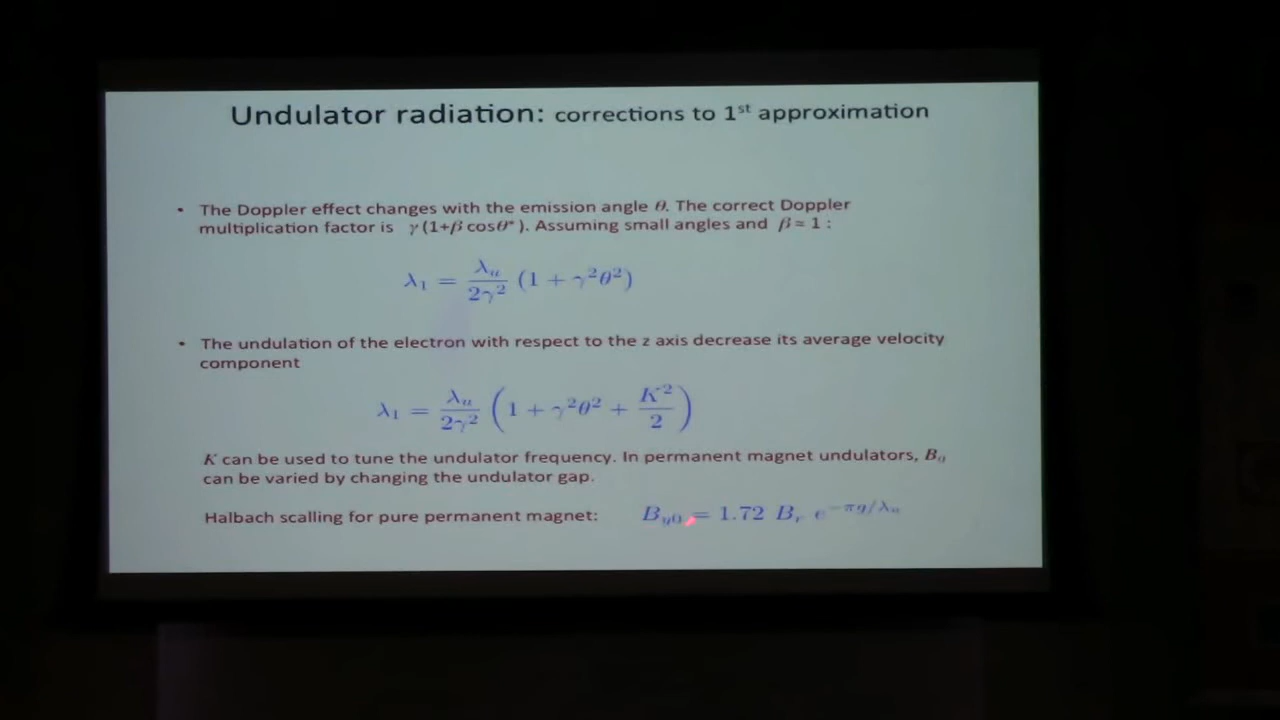 Undulator radiation: corrections to 1st approximation
• The Doppler effect changes with the emission angle θ. The correct Doppler
multiplication factor is γ(1+β cosθ*). Assuming small angles and β≈1 :
λ₁ = λᵤ/2γ² (1 + γ²θ²)
• The undulation of the electron with respect to the z axis decrease its average velocity
component
λ₁ = λᵤ/2γ² (1 + γ²θ² + K²/2)
K can be used to tune the undulator frequency. In permanent magnet undulators, B_y
can be varied by changing the undulator gap.
Halbach scalling for pure permanent magnet: B_y0 = 1.72 B_r e^(−πg/λᵤ)